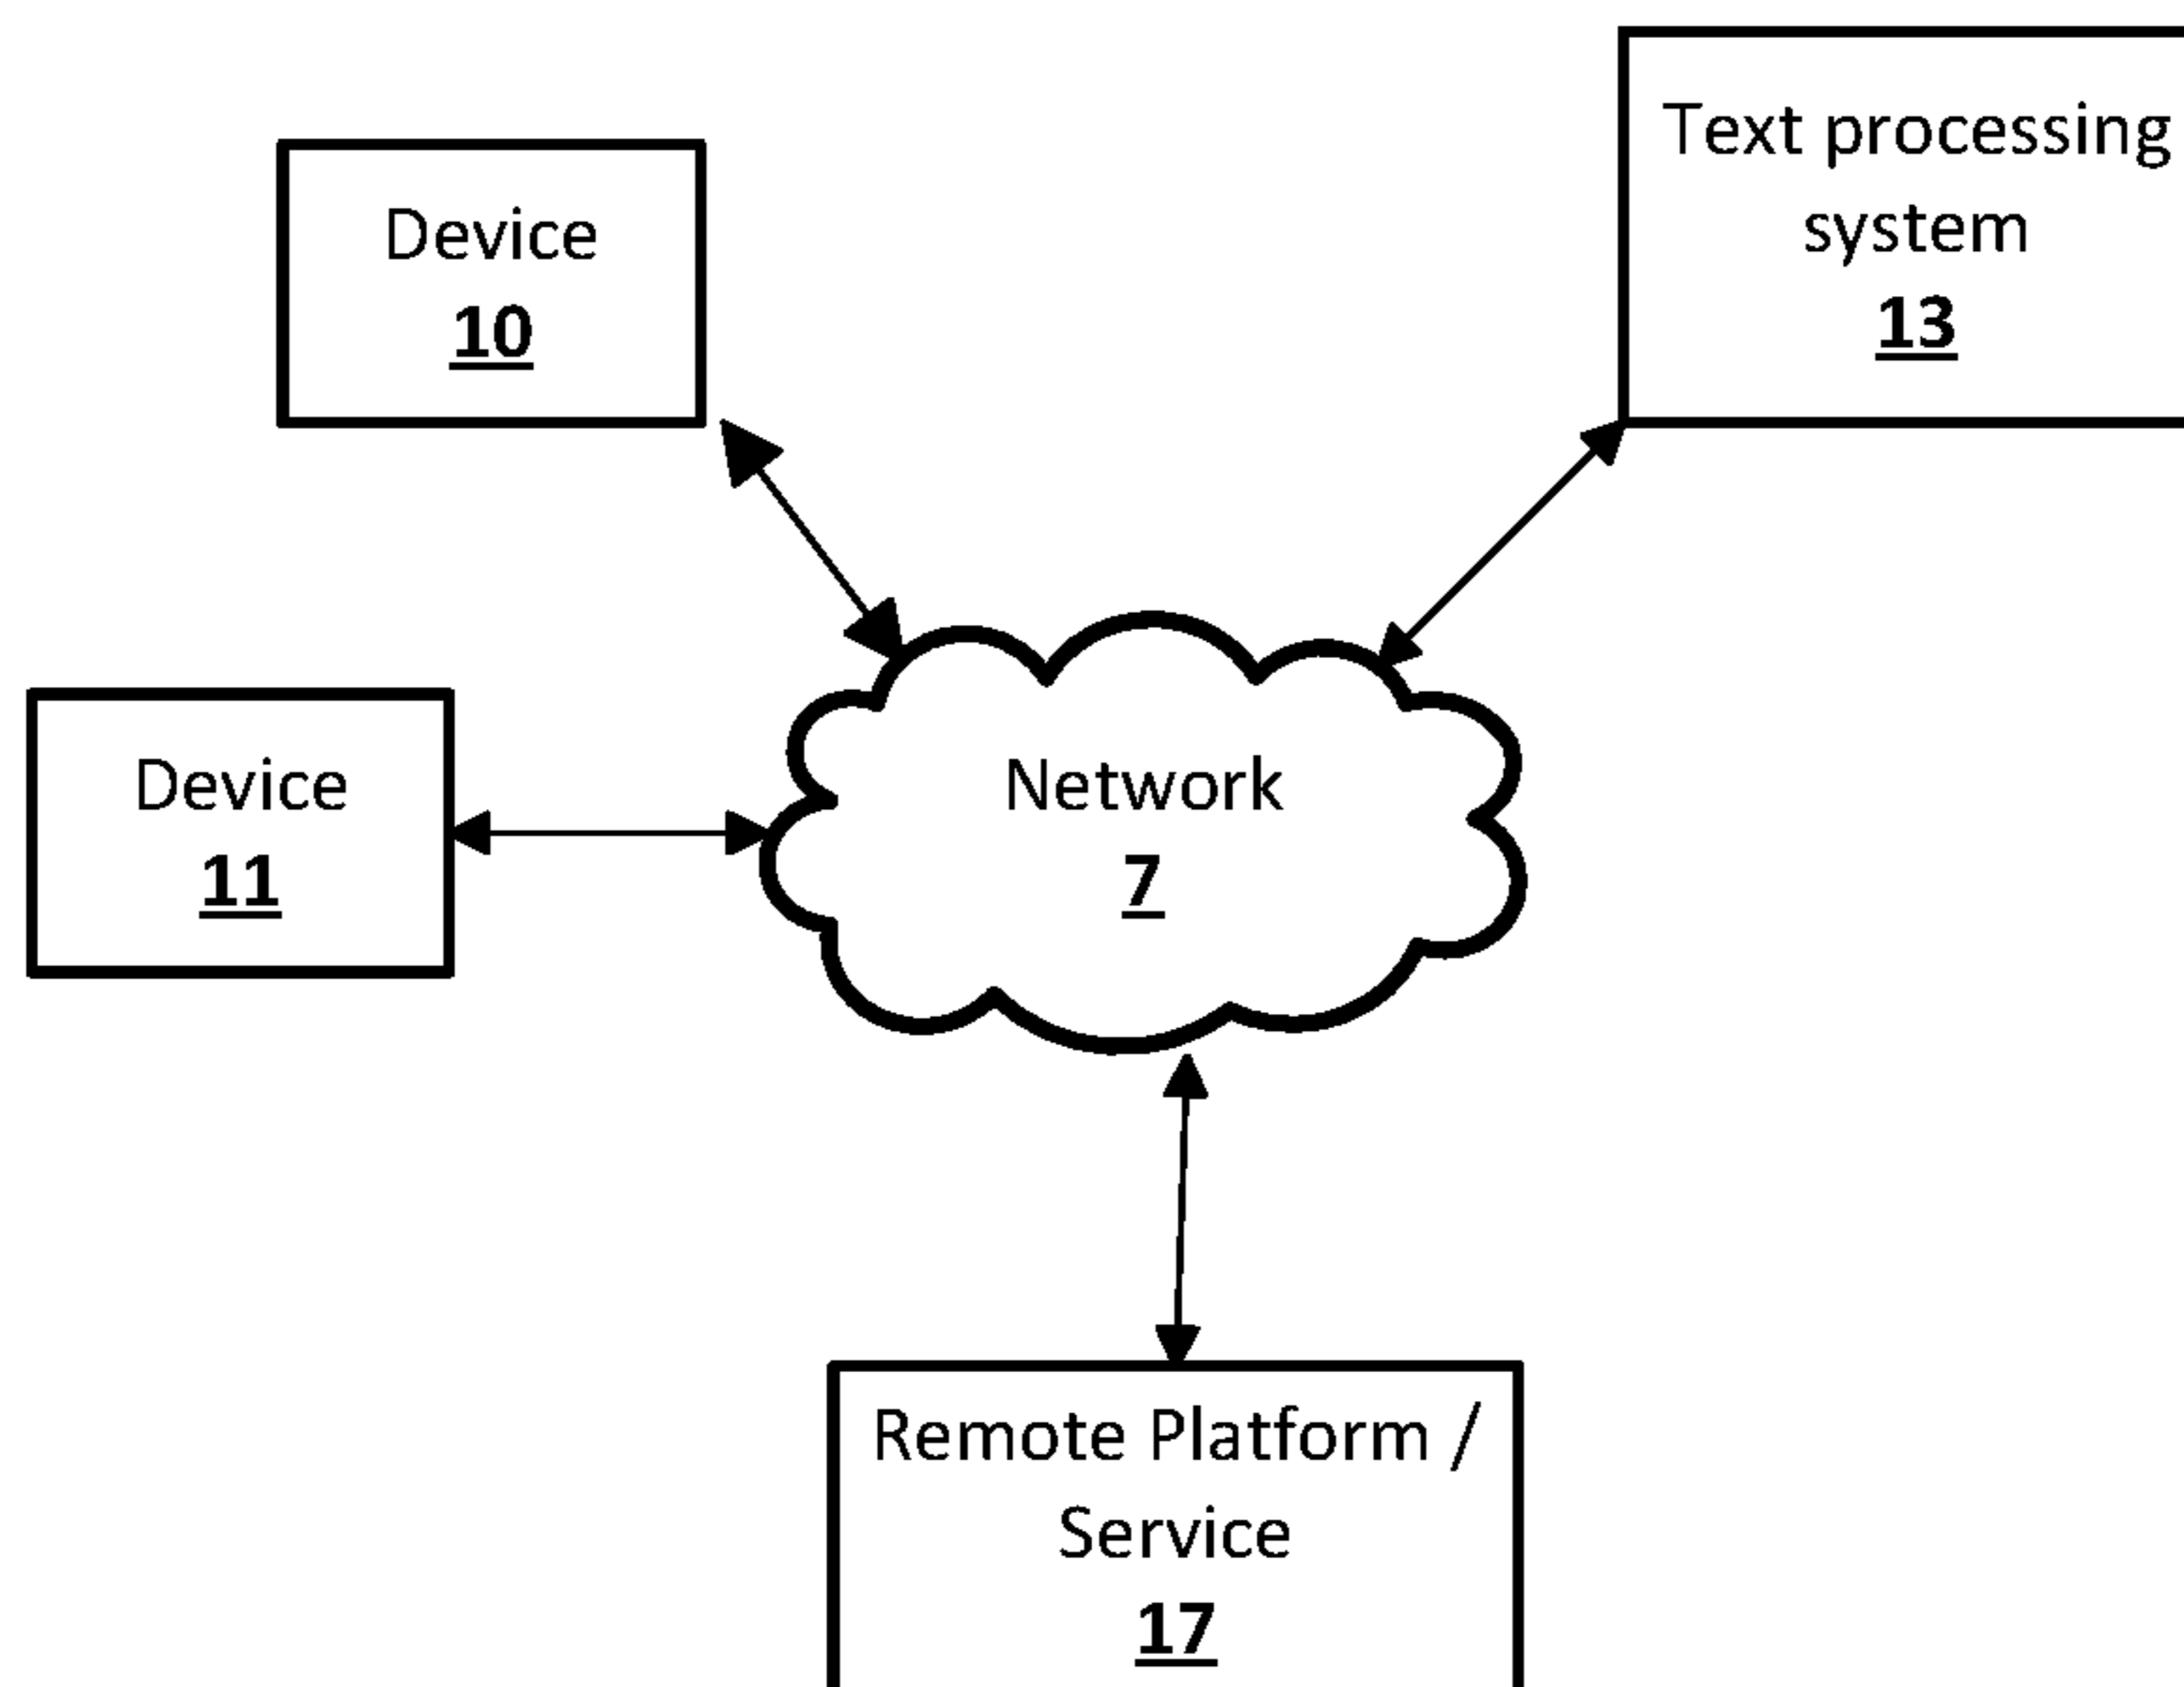 Device
10
Text processing
system
13
Device
11
Network
7
Remote Platform /
Service
17